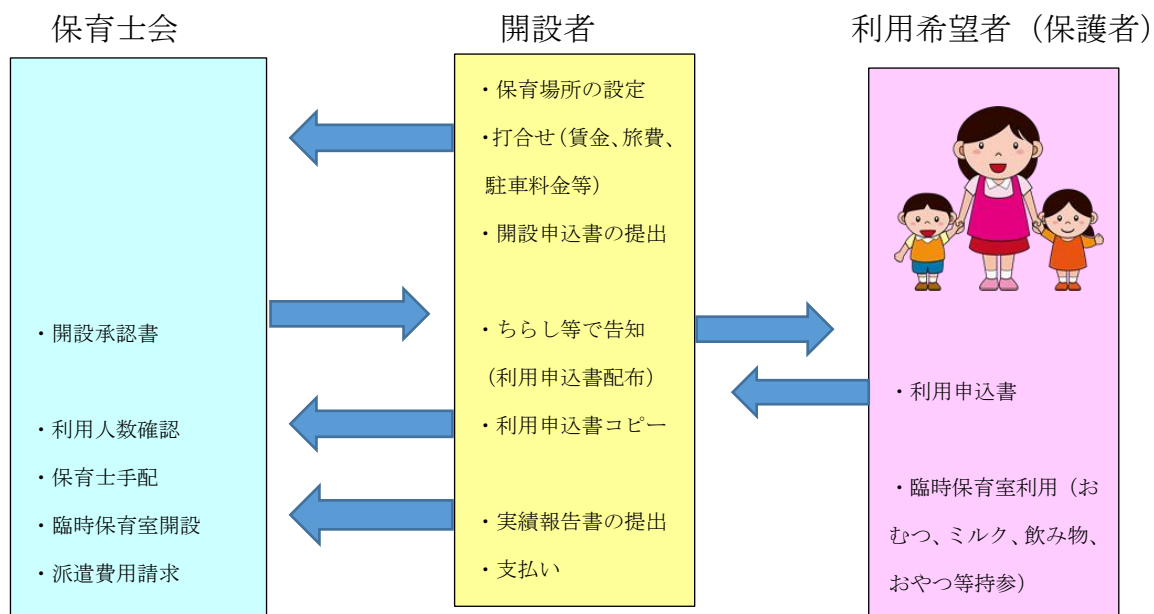 保育士会
開設者
利用希望者（保護者）
・開設承認書
・利用人数確認
・保育士手配
・臨時保育室開設
・派遣費用請求
・保育場所の設定
・打合せ（賃金、旅費、
駐車料金等）
・開設申込書の提出
・ちらし等で告知
（利用申込書配布）
・利用申込書コピー
・実績報告書の提出
・支払い
・利用申込書
・臨時保育室利用（お
むつ、ミルク、飲み物、
おやつ等持参）